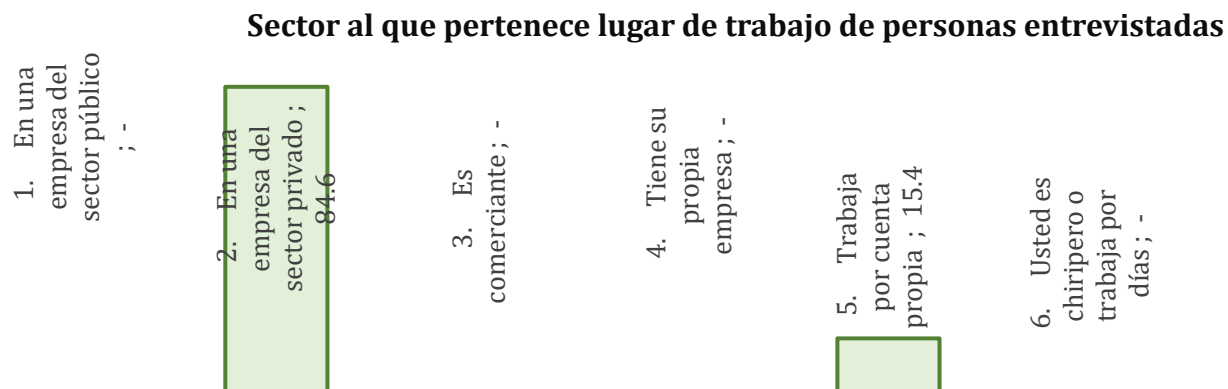 Sector al que pertenece lugar de trabajo de personas entrevistadas
1. En una
empresa del
sector público
; -
2. En una
empresa del
sector privado ;
84.6
3. Es
comerciante ; -
4. Tiene su
propia
empresa ; -
5. Trabaja
por cuenta
propia ; 15.4
6. Usted es
chiripero o
trabaja por
días ; -